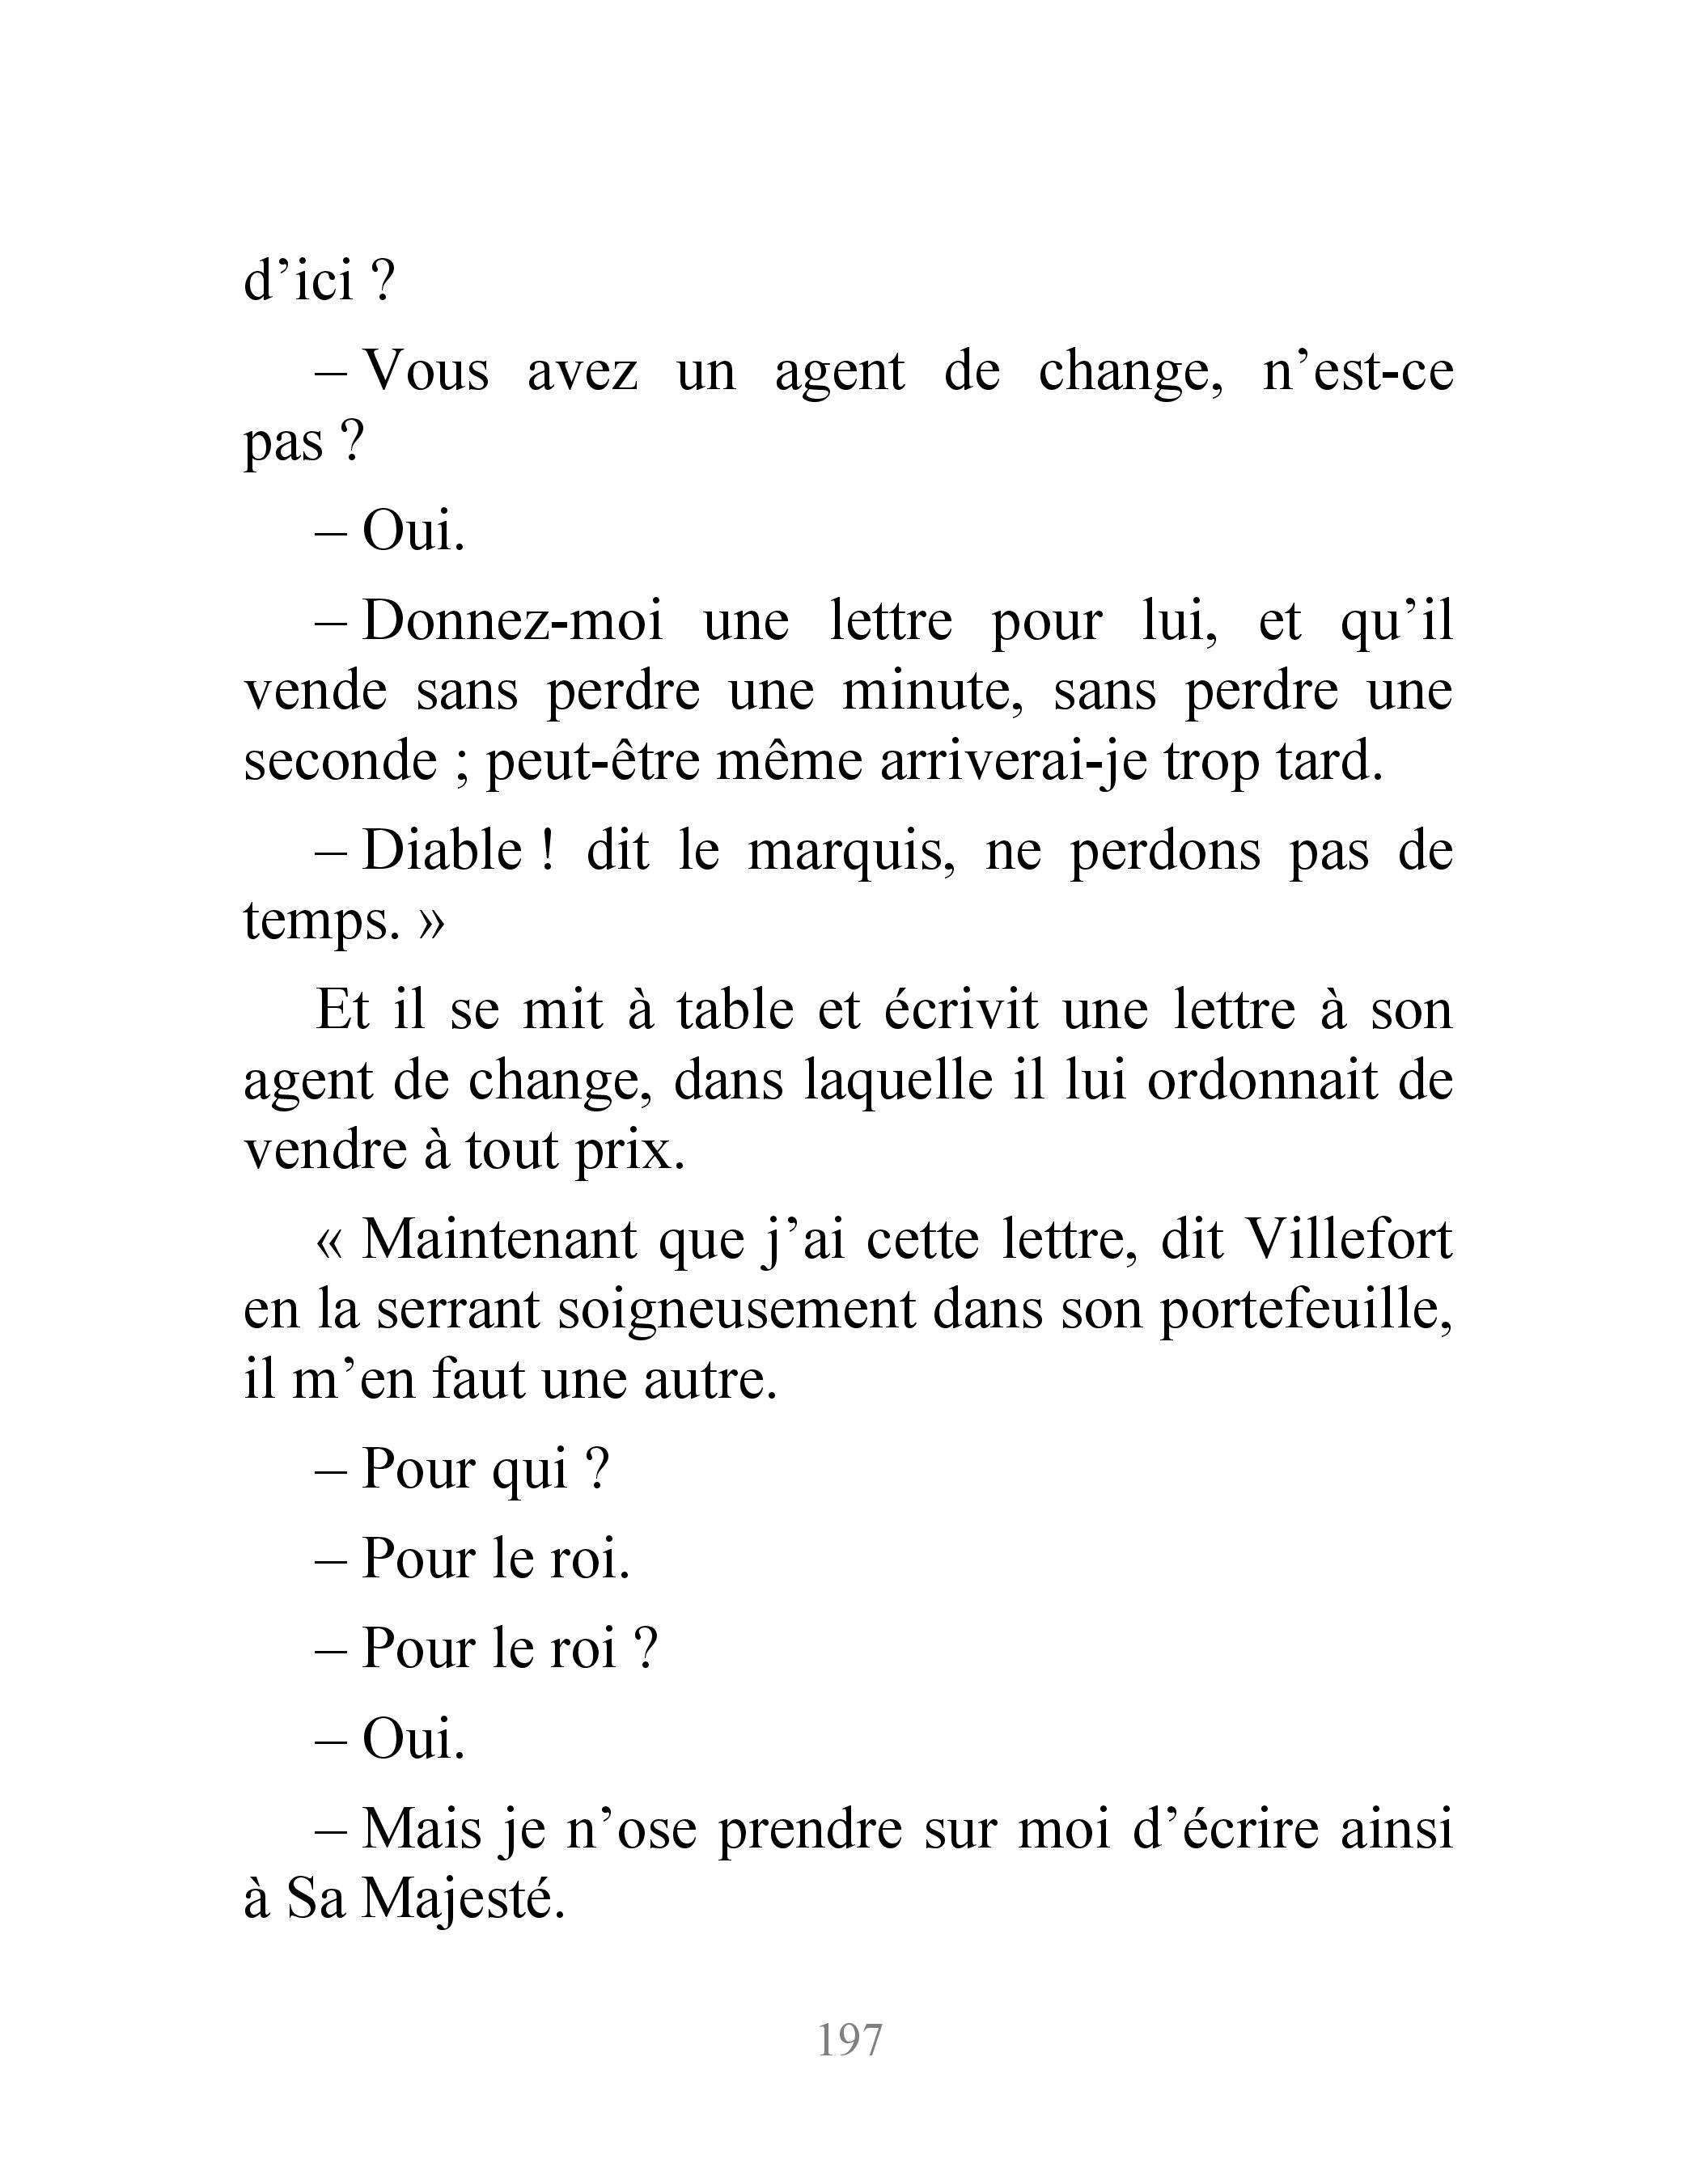 d’ici ?
– Vous avez un agent de change, n’est-ce
pas ?
– Oui.
– Donnez-moi une lettre pour lui, et qu’il
vende sans perdre une minute, sans perdre une
seconde ; peut-être même arriverai-je trop tard.
– Diable ! dit le marquis, ne perdons pas de
temps. »
Et il se mit à table et écrivit une lettre à son
agent de change, dans laquelle il lui ordonnait de
vendre à tout prix.
« Maintenant que j’ai cette lettre, dit Villefort
en la serrant soigneusement dans son portefeuille,
il m’en faut une autre.
– Pour qui ?
– Pour le roi.
– Pour le roi ?
– Oui.
– Mais je n’ose prendre sur moi d’écrire ainsi
à Sa Majesté.
197